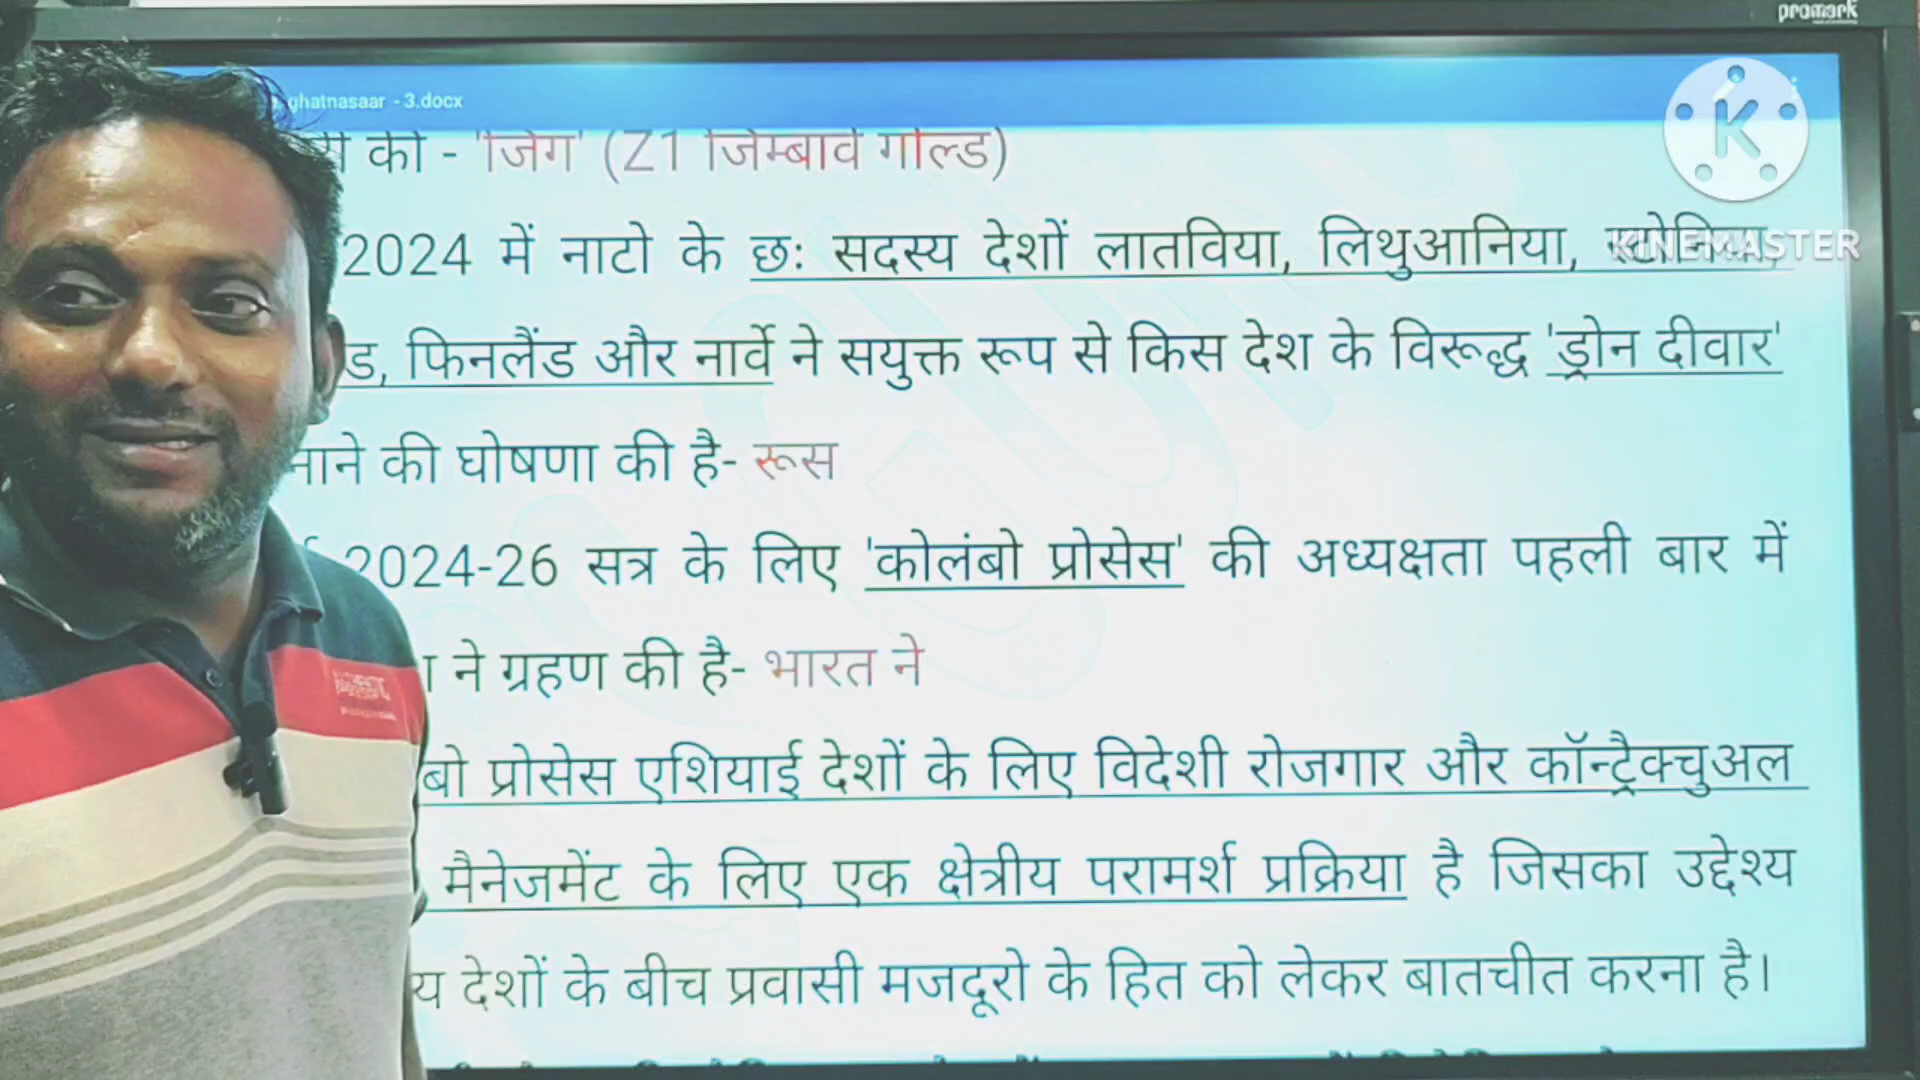 promark
ghatnasaar - 3.docx
की - 'जिग' (Z1 जिम्बावे गोल्ड)
2024 में नाटो के छः सदस्य देशों लातविया, लिथुआनिया,
KINEMASTER
ड, फिनलैंड और नार्वे ने सयुक्त रूप से किस देश के विरूद्ध 'ड्रोन दीवार'
नाने की घोषणा की है- रूस
2024-26 सत्र के लिए 'कोलंबो प्रोसेस' की अध्यक्षता पहली बार में
ने ग्रहण की है- भारत ने
बो प्रोसेस एशियाई देशों के लिए विदेशी रोजगार और कॉन्ट्रैक्चुअल
मैनेजमेंट के लिए एक क्षेत्रीय परामर्श प्रक्रिया है जिसका उद्देश्य
य देशों के बीच प्रवासी मजदूरो के हित को लेकर बातचीत करना है।